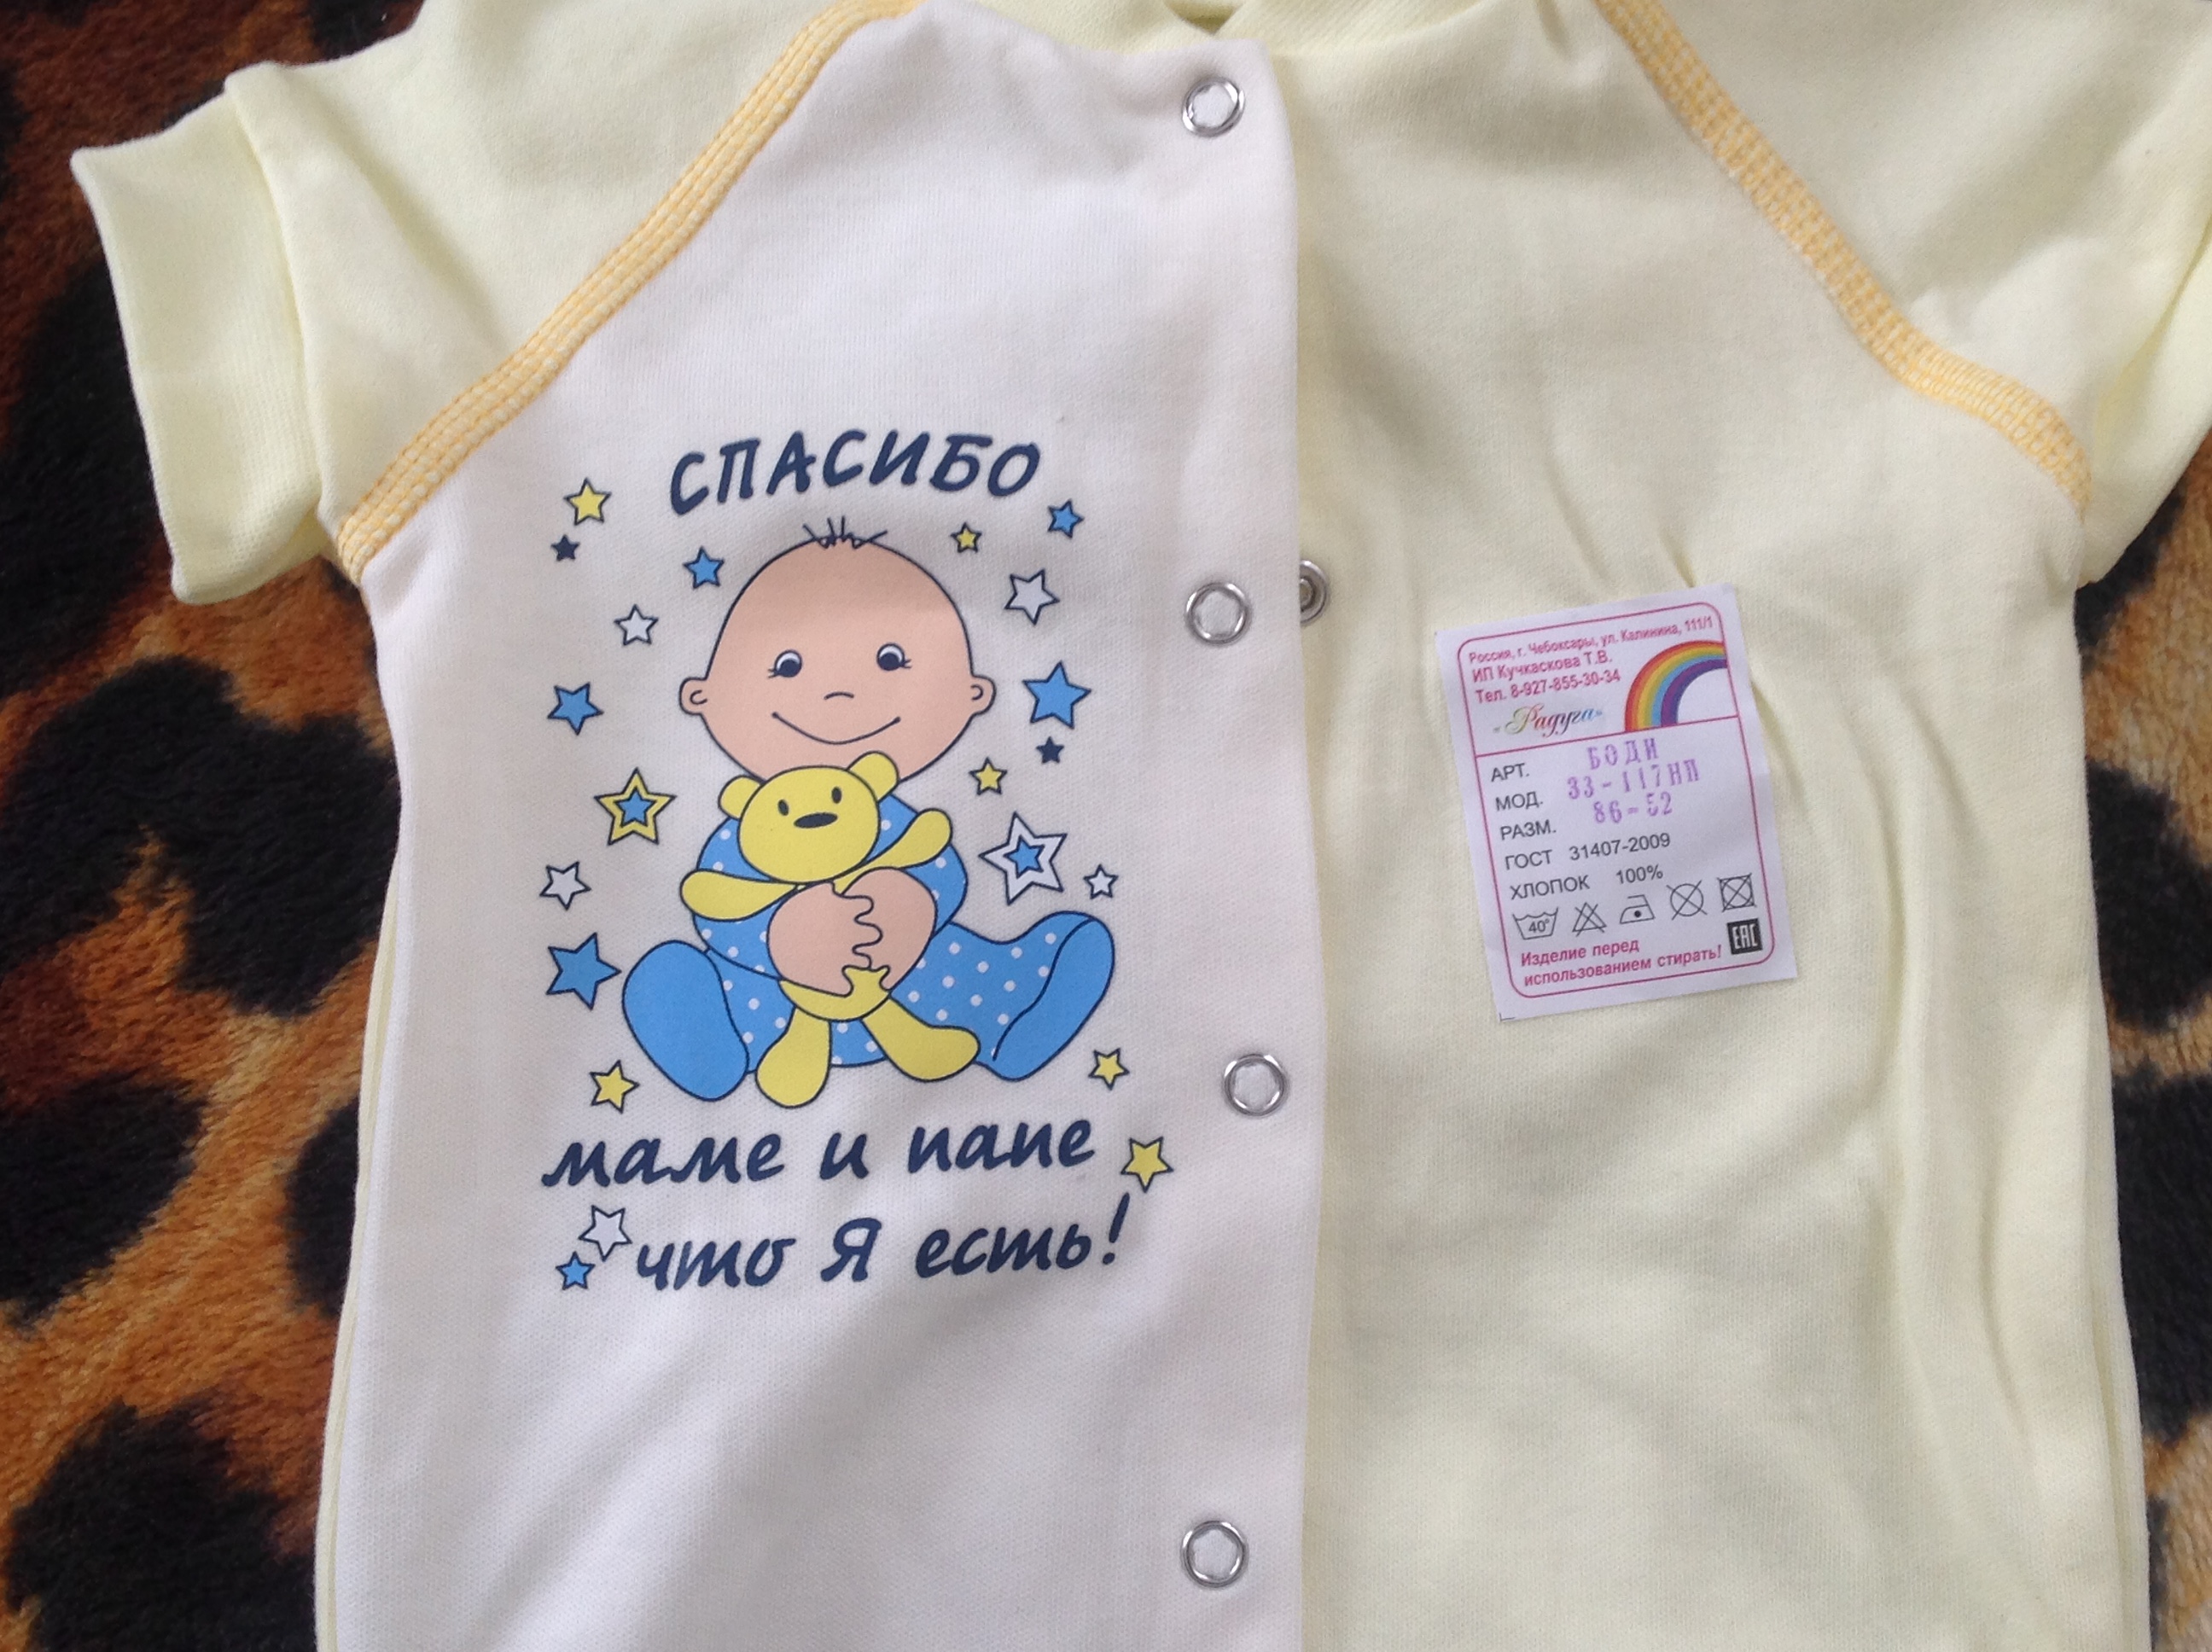 СПАСИБО
маме и папе
что Я есть!
Россия, г. Чебоксары, ул. Калинина, 111/1
ИП Кучкаскова Т.В.
Тел. 8-927-855-30-34
«Радуга»
АРТ. БОДИ
МОД. 33-117НП
РАЗМ. 86-52
ГОСТ 31407-2009
ХЛОПОК 100%
40°
Изделие перед
использованием стирать!
EAC